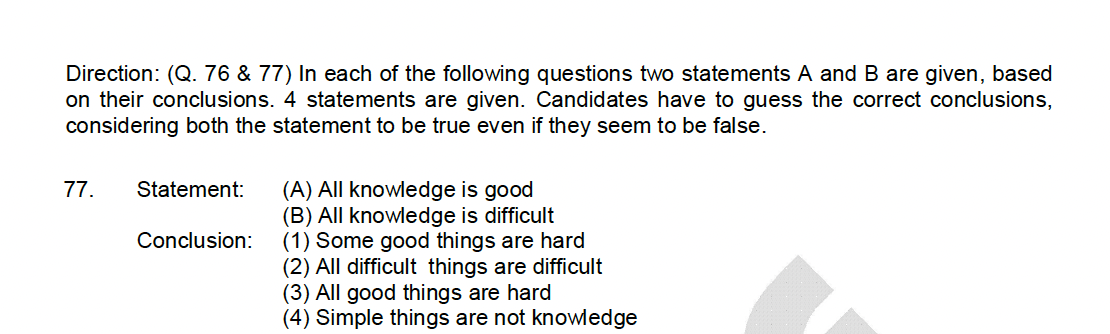 Direction: (Q. 76 & 77) In each of the following questions two statements A and B are given, based
on their conclusions. 4 statements are given. Candidates have to guess the correct conclusions,
considering both the statement to be true even if they seem to be false.
77. Statement: (A) All knowledge is good
(B) All knowledge is difficult
Conclusion: (1) Some good things are hard
(2) All difficult things are difficult
(3) All good things are hard
(4) Simple things are not knowledge